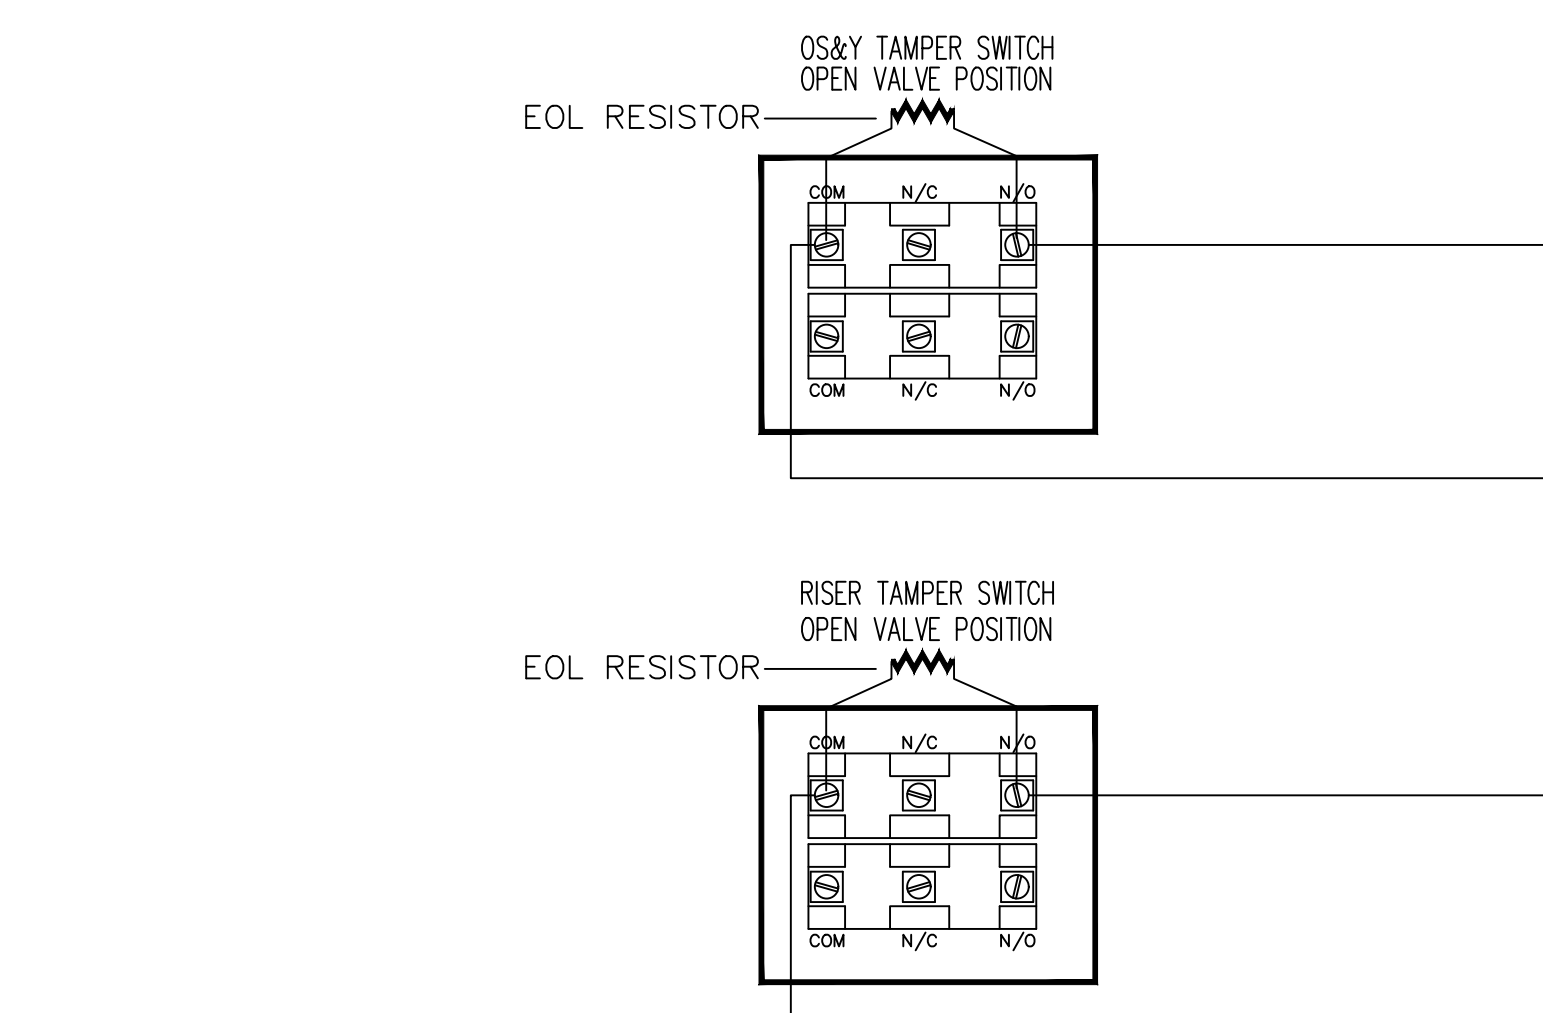 OS&Y TAMPER SWITCH
OPEN VALVE POSITION
EOL RESISTOR
COM N/C N/O
COM N/C N/O
RISER TAMPER SWITCH
OPEN VALVE POSITION
EOL RESISTOR
COM N/C N/O
COM N/C N/O